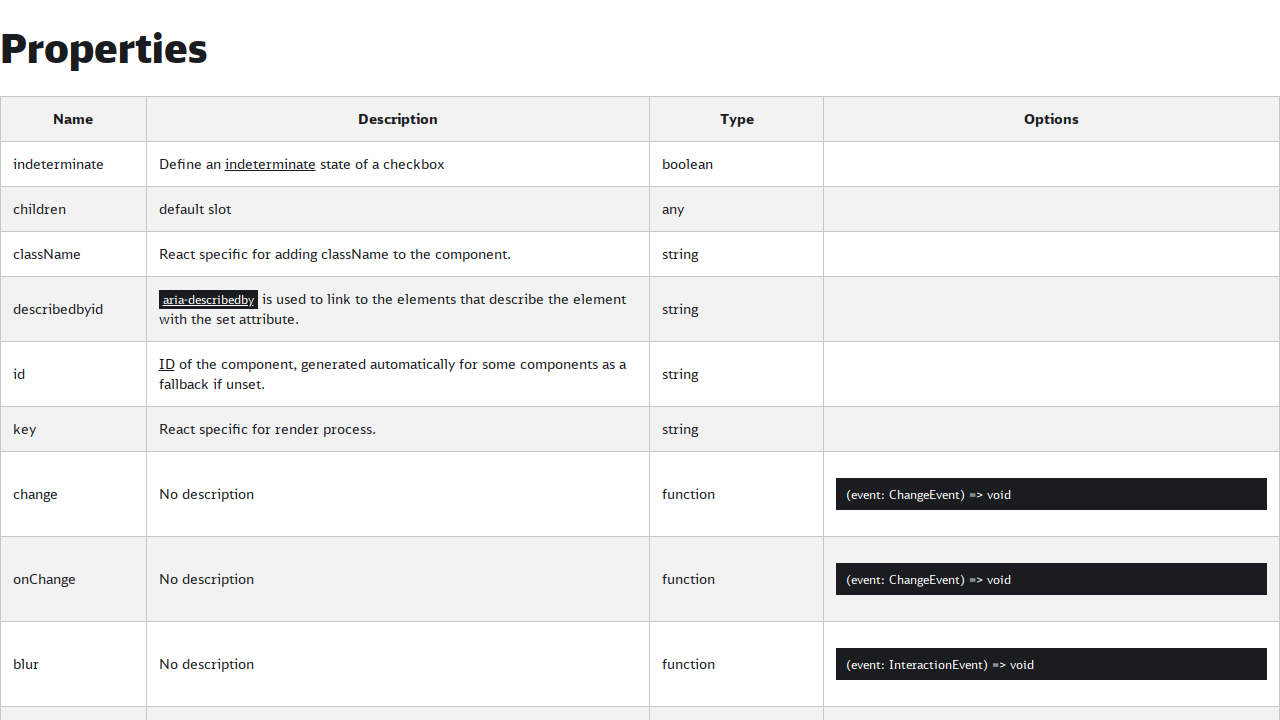 Properties
Name Description Type Options
indeterminate Define an indeterminate state of a checkbox boolean
children default slot any
className React specific for adding className to the component. string
describedbyid aria-describedby is used to link to the elements that describe the element string
with the set attribute.
id ID of the component, generated automatically for some components as a string
fallback if unset.
key React specific for render process. string
change No description function (event: ChangeEvent) => void
onChange No description function (event: ChangeEvent) => void
blur No description function (event: InteractionEvent) => void